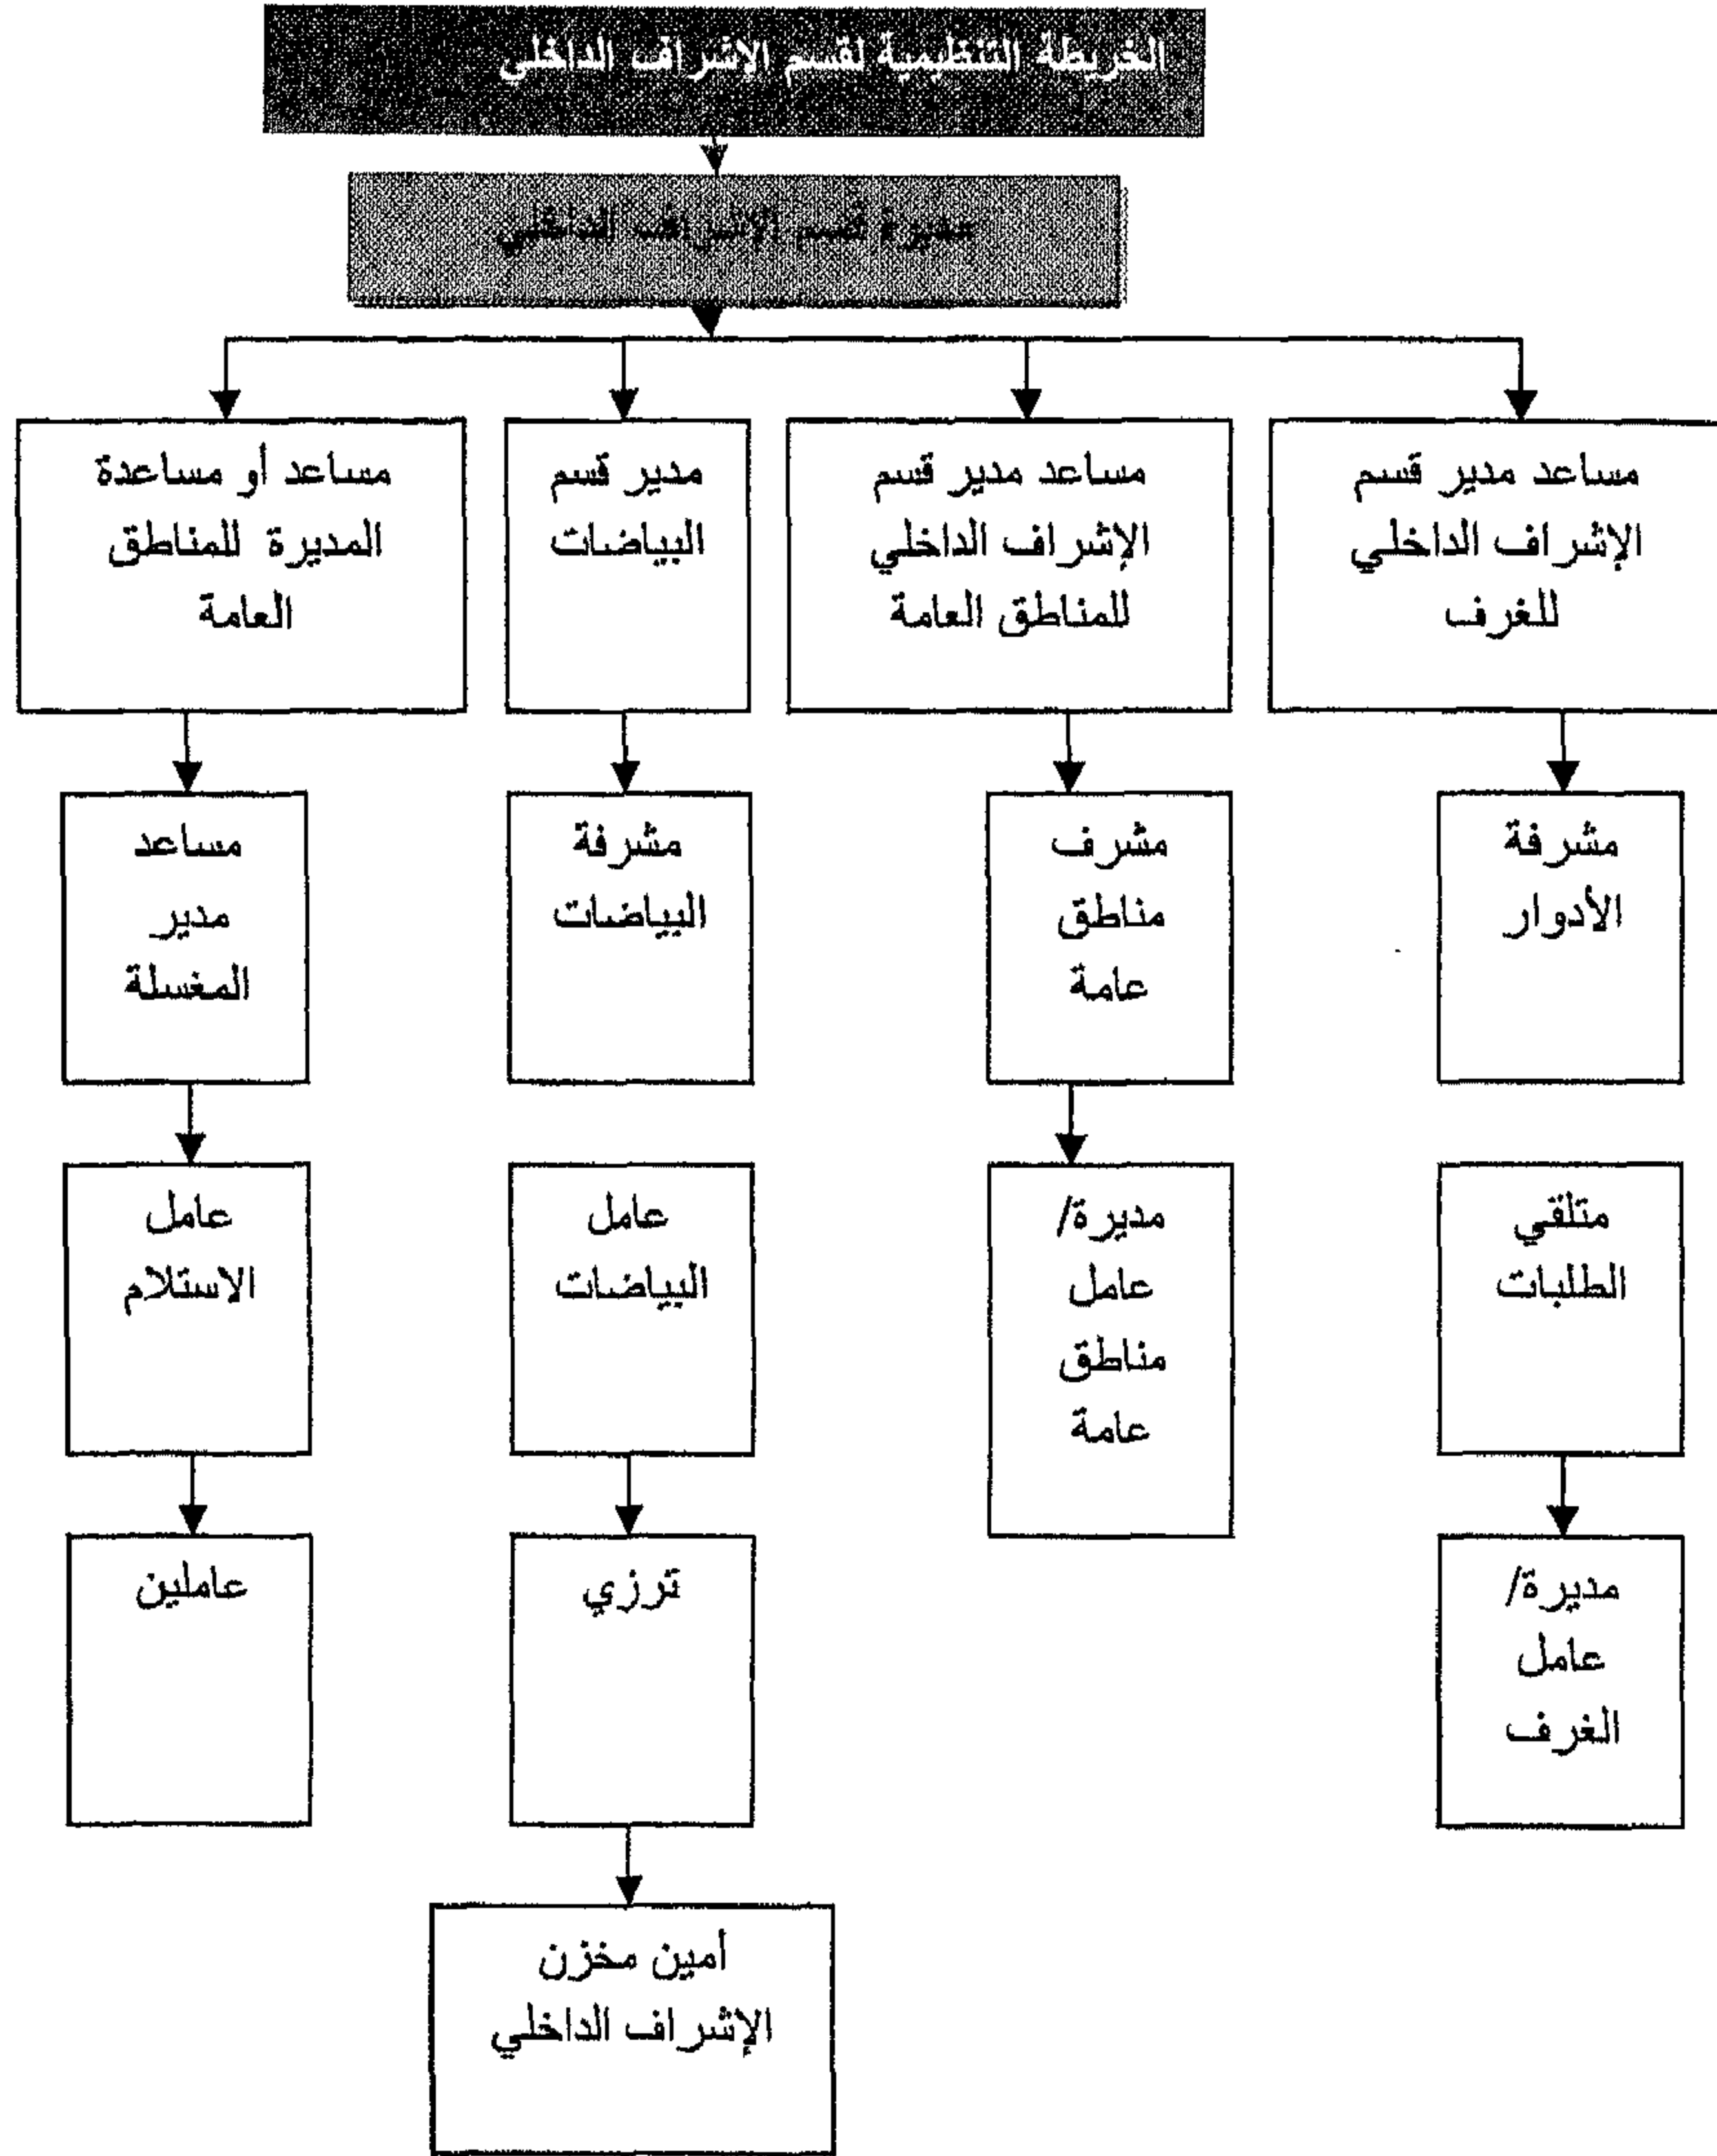 الخريطة التنظيمية لقسم الإشراف الداخلي
مديرة قسم الإشراف الداخلي
مساعد مدير قسم
الإشراف الداخلي
للغرف
مساعد مدير قسم
الإشراف الداخلي
للمناطق العامة
مدير قسم
البياضات
مساعد أو مساعدة
المديرة للمناطق
العامة
مشرفة
الأدوار
مشرف
مناطق
عامة
مشرفة
البياضات
مساعد
مدير
المغسلة
متلقي
الطلبات
مديرة/
عامل
مناطق
عامة
عامل
البياضات
عامل
الاستلام
مديرة/
عامل
الغرف
ترزي
عاملين
أمين مخزن
الإشراف الداخلي